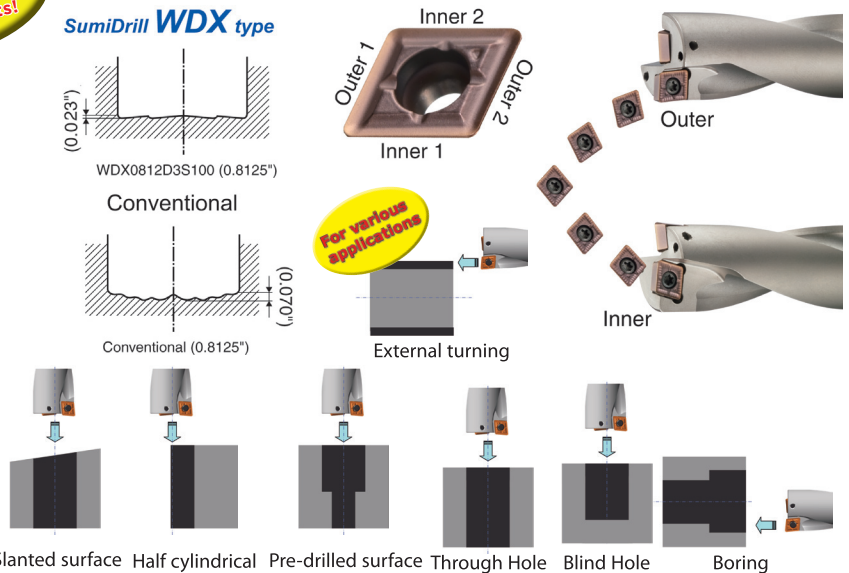 ts!
SumiDrill WDX type
(0.023")
WDX0812D3S100 (0.8125")
Conventional
(0.070")
Conventional (0.8125")
Inner 2
Outer 1
Outer 2
Inner 1
Outer
Inner
For various
applications
External turning
Slanted surface
Half cylindrical
Pre-drilled surface
Through Hole
Blind Hole
Boring